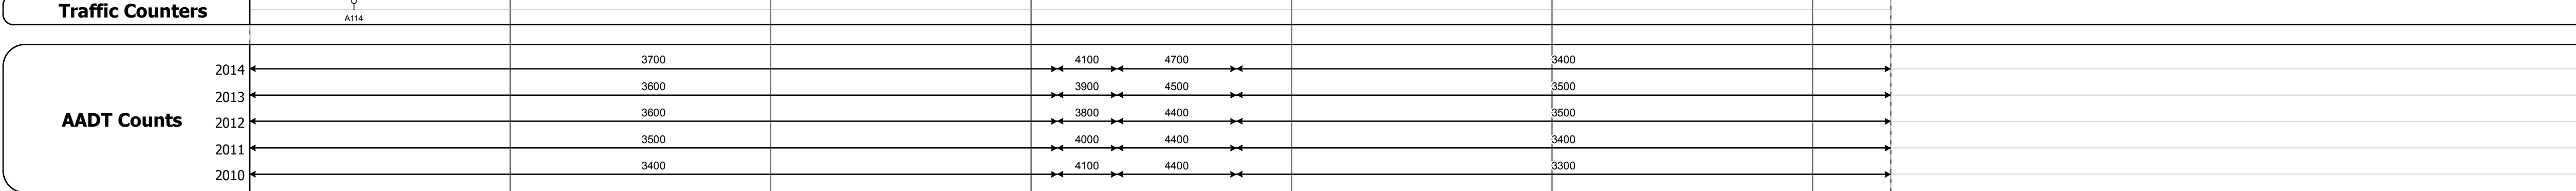 Traffic Counters
A114
AADT Counts
2014 3700 4100 4700 3400
2013 3600 3900 4500 3500
2012 3600 3800 4400 3500
2011 3500 4000 4400 3400
2010 3400 4100 4400 3300